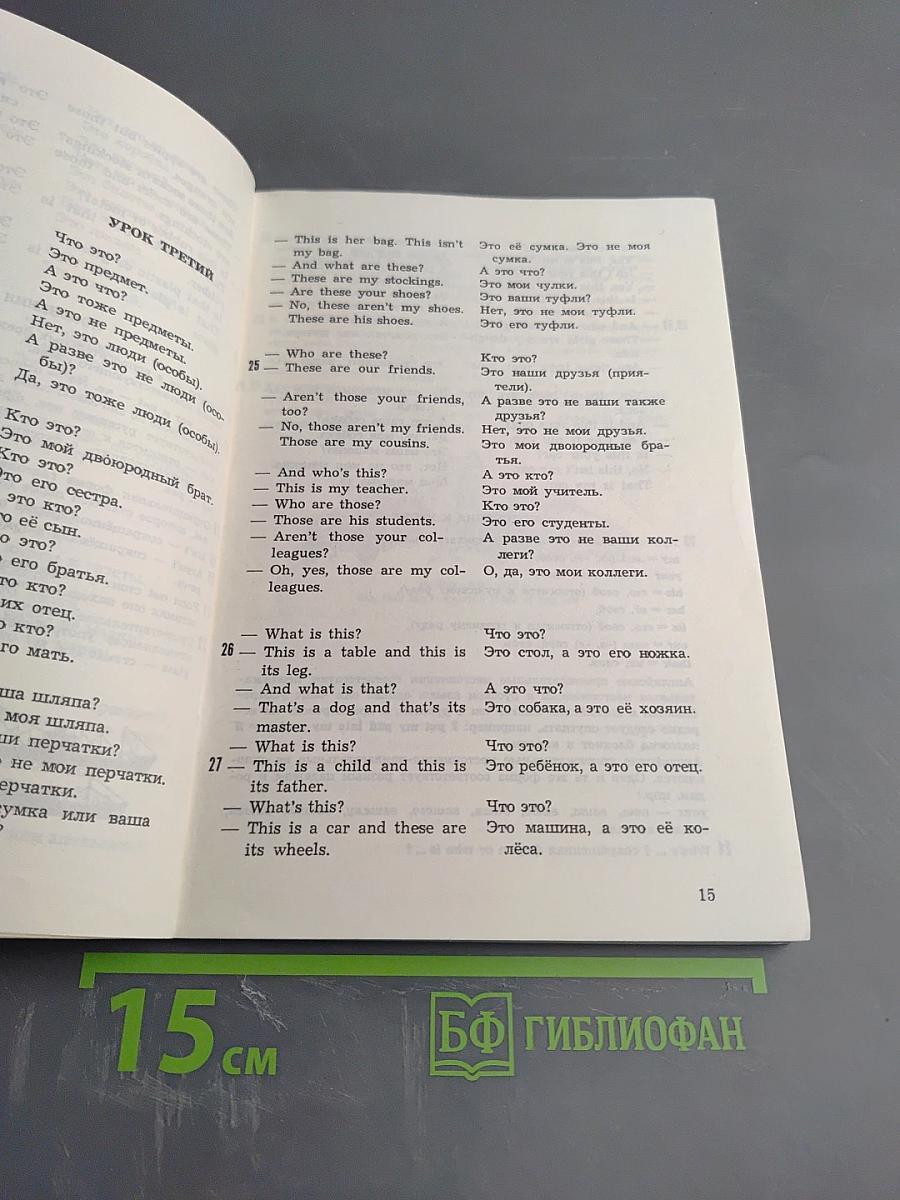 УРОК ТРЕТИЙ
Что это?
Это предмет.
А это что?
Это тоже предметы.
А это не предметы.
Нет, это люди (особы).
А разве это не люди (осо-
бы)?
Да, это тоже люди (особы).
Кто это?
Это мой двоюродный брат.
Кто это?
Это его сестра.
это кто?
её сын.
это?
его братья.
кто?
их отец.
кто?
мать.
шляпа?
моя шляпа.
перчатки?
не мои перчатки.
перчатки.
сумка или ваша
— This is her bag. This isn't
my bag.
— And what are these?
— These are my stockings.
— Are these your shoes?
— No, these aren't my shoes.
These are his shoes.
— Who are these?
25 — These are our friends.
— Aren't those your friends,
too?
— No, those aren't my friends.
Those are my cousins.
— And who's this?
— This is my teacher.
— Who are those?
— Those are his students.
— Aren't those your col-
leagues?
— Oh, yes, those are my col-
leagues.
— What is this?
26 — This is a table and this is
its leg.
— And what is that?
— That's a dog and that's its
master.
— What is this?
27 — This is a child and this is
its father.
— What's this?
— This is a car and these are
its wheels.
Это её сумка. Это не моя
сумка.
А это что?
Это мои чулки.
Это ваши туфли?
Нет, это не мои туфли.
Это его туфли.
Кто это?
Это наши друзья (прия-
тели).
А разве это не ваши также
друзья?
Нет, это не мои друзья.
Это мои двоюродные бра-
тья.
А это кто?
Это мой учитель.
Кто это?
Это его студенты.
А разве это не ваши кол-
леги?
О, да, это мои коллеги.
Что это?
Это стол, а это его ножка.
А это что?
Это собака, а это её хозяин.
Что это?
Это ребёнок, а это его отец.
Что это?
Это машина, а это её ко-
лёса.
15
15 см
БФ ГИБЛИОФАН